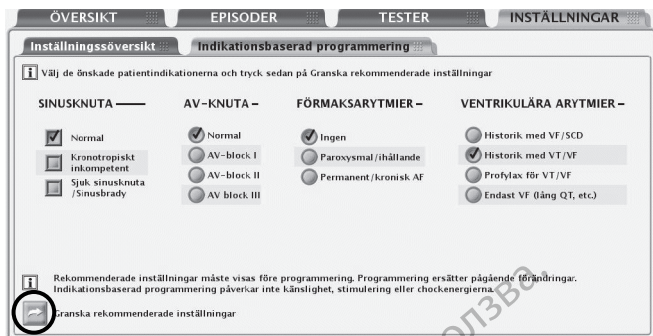 ÖVERSIKT EPISODER TESTER INSTÄLLNINGAR
Inställningssöversikt Indikationsbaserad programmering
i Välj de önskade patientindikationerna och tryck sedan på Granska rekommenderade inställningar
SINUSKNUTA
Normal
Kronotropiskt
inkompetent
Sjuk sinusknuta
/Sinusbrady
AV-KNUTA
Normal
AV-block I
AV-block II
AV block III
FÖRMAKSARYTMIER
Ingen
Paroxysmal/ihållande
Permanent/kronisk AF
VENTRIKULÄRA ARYTMIER
Historik med VF/SCD
Historik med VT/VF
Profylax för VT/VF
Endast VF (lång QT, etc.)
i Rekommenderade inställningar måste visas före programmering. Programmering ersätter pågående förändringar.
Indikationsbaserad programmering påverkar inte känslighet, stimulering eller chockenergierna.
Granska rekommenderade inställningar